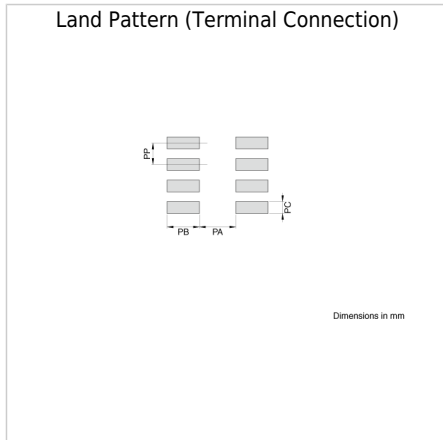 Land Pattern (Terminal Connection)
PP
PC
PB
PA
Dimensions in mm